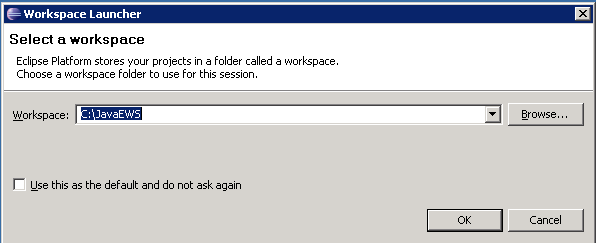 Workspace Launcher
Select a workspace
Eclipse Platform stores your projects in a folder called a workspace.
Choose a workspace folder to use for this session.
Workspace: C:\JavaEWS Browse...
Use this as the default and do not ask again
OK Cancel